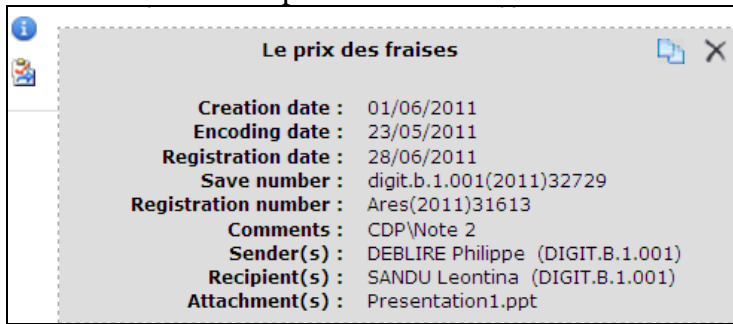 Le prix des fraises
Creation date : 01/06/2011
Encoding date : 23/05/2011
Registration date : 28/06/2011
Save number : digit.b.1.001(2011)32729
Registration number : Ares(2011)31613
Comments : CDP\Note 2
Sender(s) : DEBLIRE Philippe (DIGIT.B.1.001)
Recipient(s) : SANDU Leontina (DIGIT.B.1.001)
Attachment(s) : Presentation1.ppt